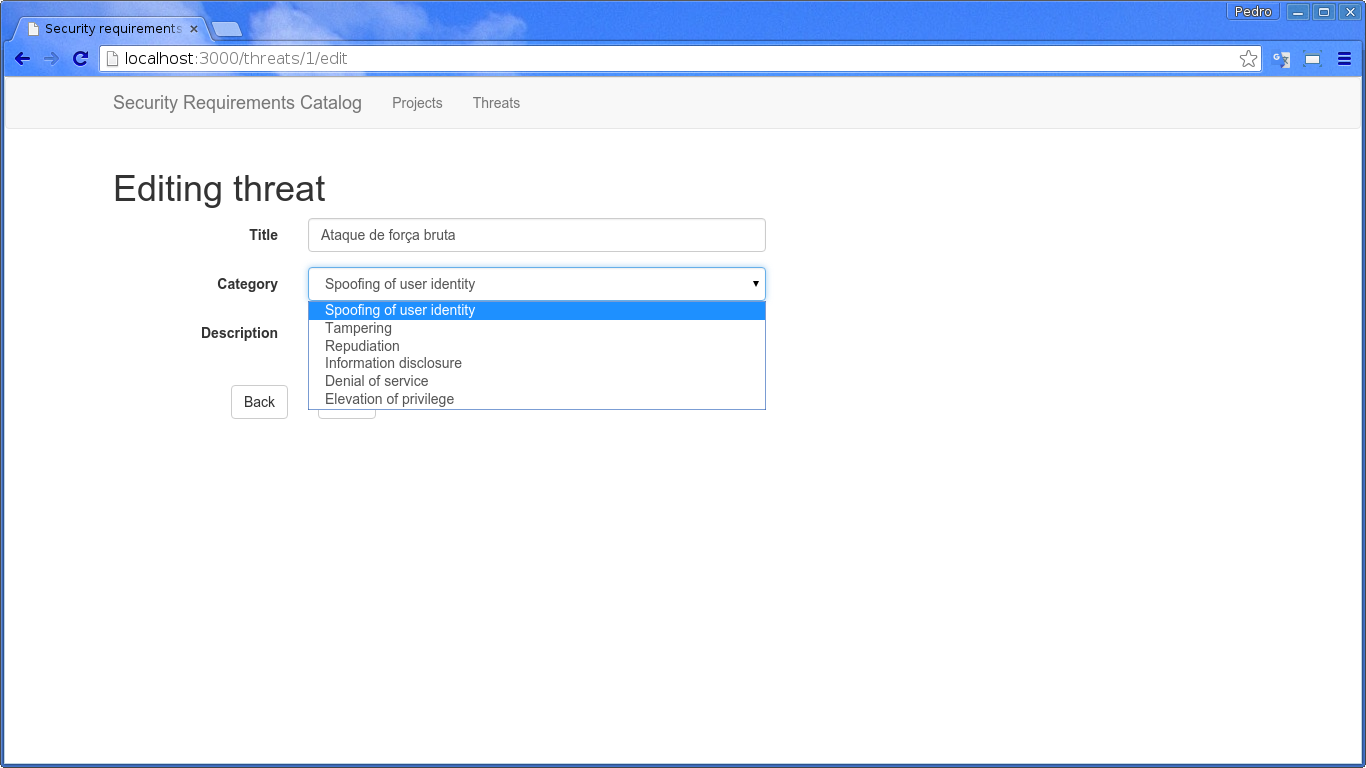 Pedro
Security requirements
localhost:3000/threats/1/edit
Security Requirements Catalog Projects Threats
Editing threat
Title Ataque de força bruta
Category Spoofing of user identity
Spoofing of user identity
Tampering
Description
Repudiation
Information disclosure
Denial of service
Elevation of privilege
Back